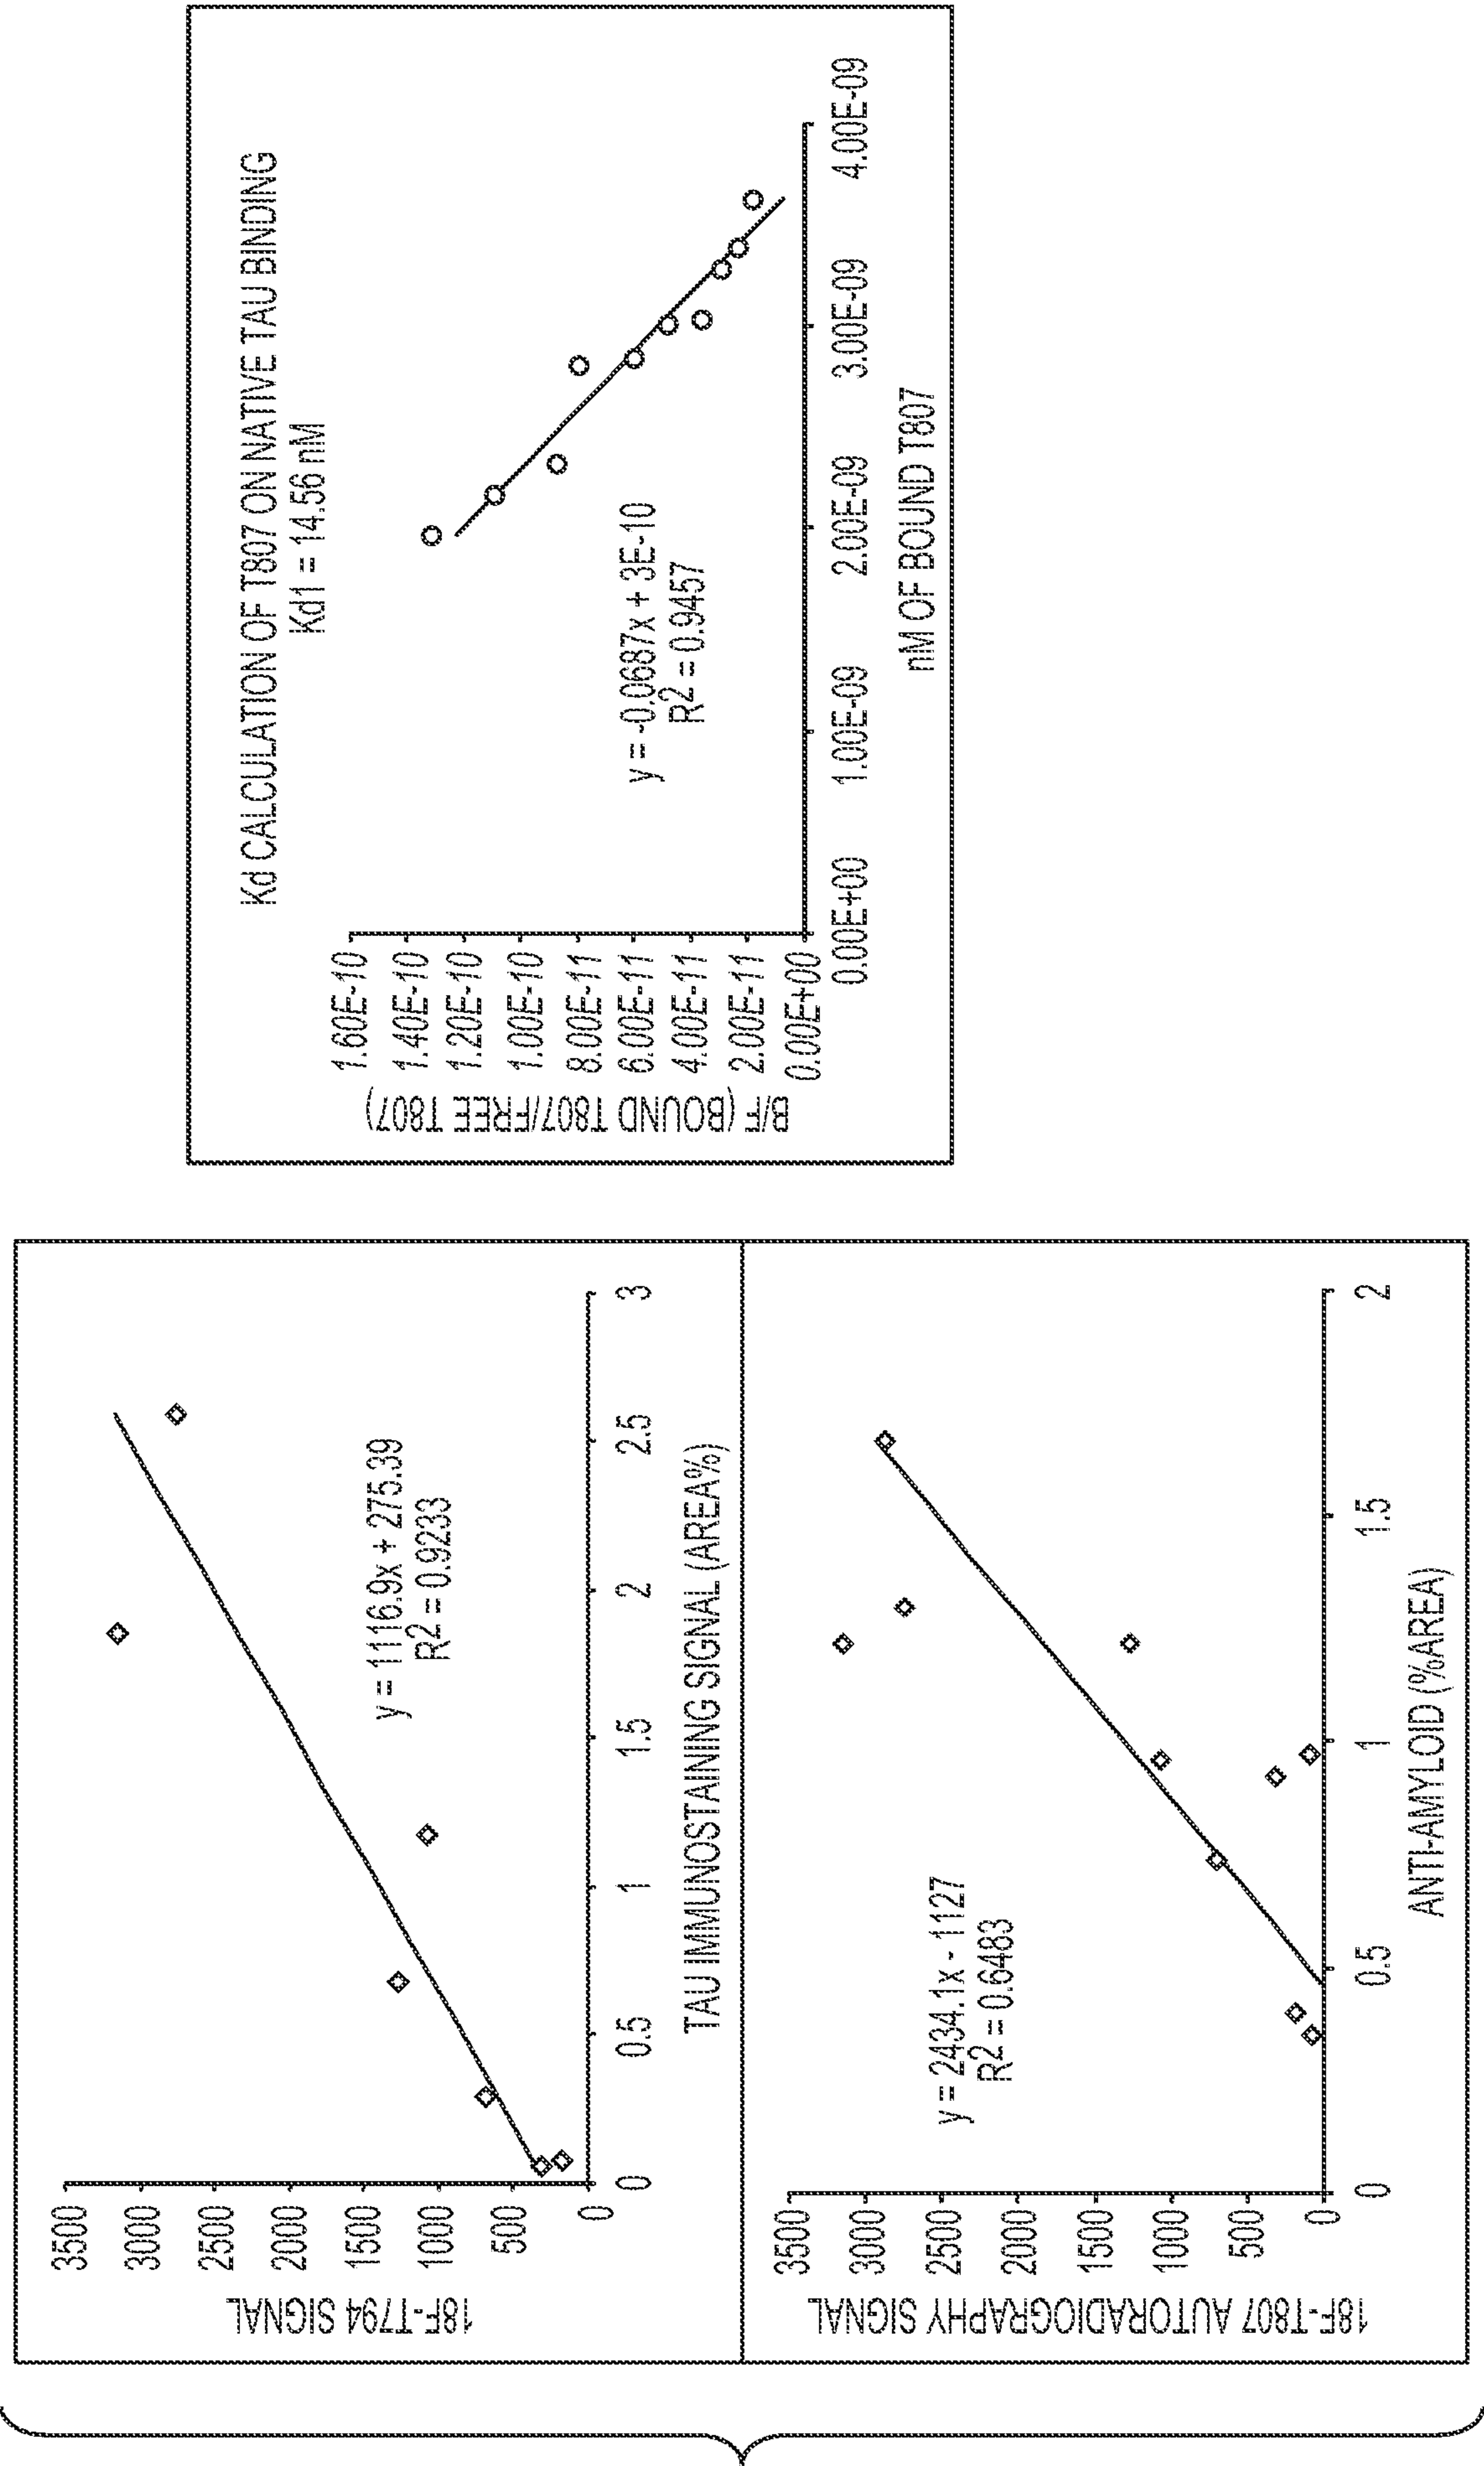 3500
3000
2500
2000
1500
1000
500
0
18F-T794 SIGNAL
y = 1116.9x + 275.39
R2 = 0.9233
0
0.5
1
1.5
2
2.5
3
TAU IMMUNOSTAINING SIGNAL (AREA%)
3500
3000
2500
2000
1500
1000
500
0
18F-T807 AUTORADIOGRAPHY SIGNAL
y = 2434.1x - 1127
R2 = 0.6483
0
0.5
1
1.5
2
ANTI-AMYLOID (%AREA)
Kd CALCULATION OF T807 ON NATIVE TAU BINDING
Kd1 = 14.56 nM
1.60E-10
1.40E-10
1.20E-10
1.00E-10
8.00E-11
6.00E-11
4.00E-11
2.00E-11
0.00E+00
B/F (BOUND T807/FREE T807)
y = -0.0687x + 3E-10
R2 = 0.9457
0.00E+00
1.00E-09
2.00E-09
3.00E-09
4.00E-09
nM OF BOUND T807